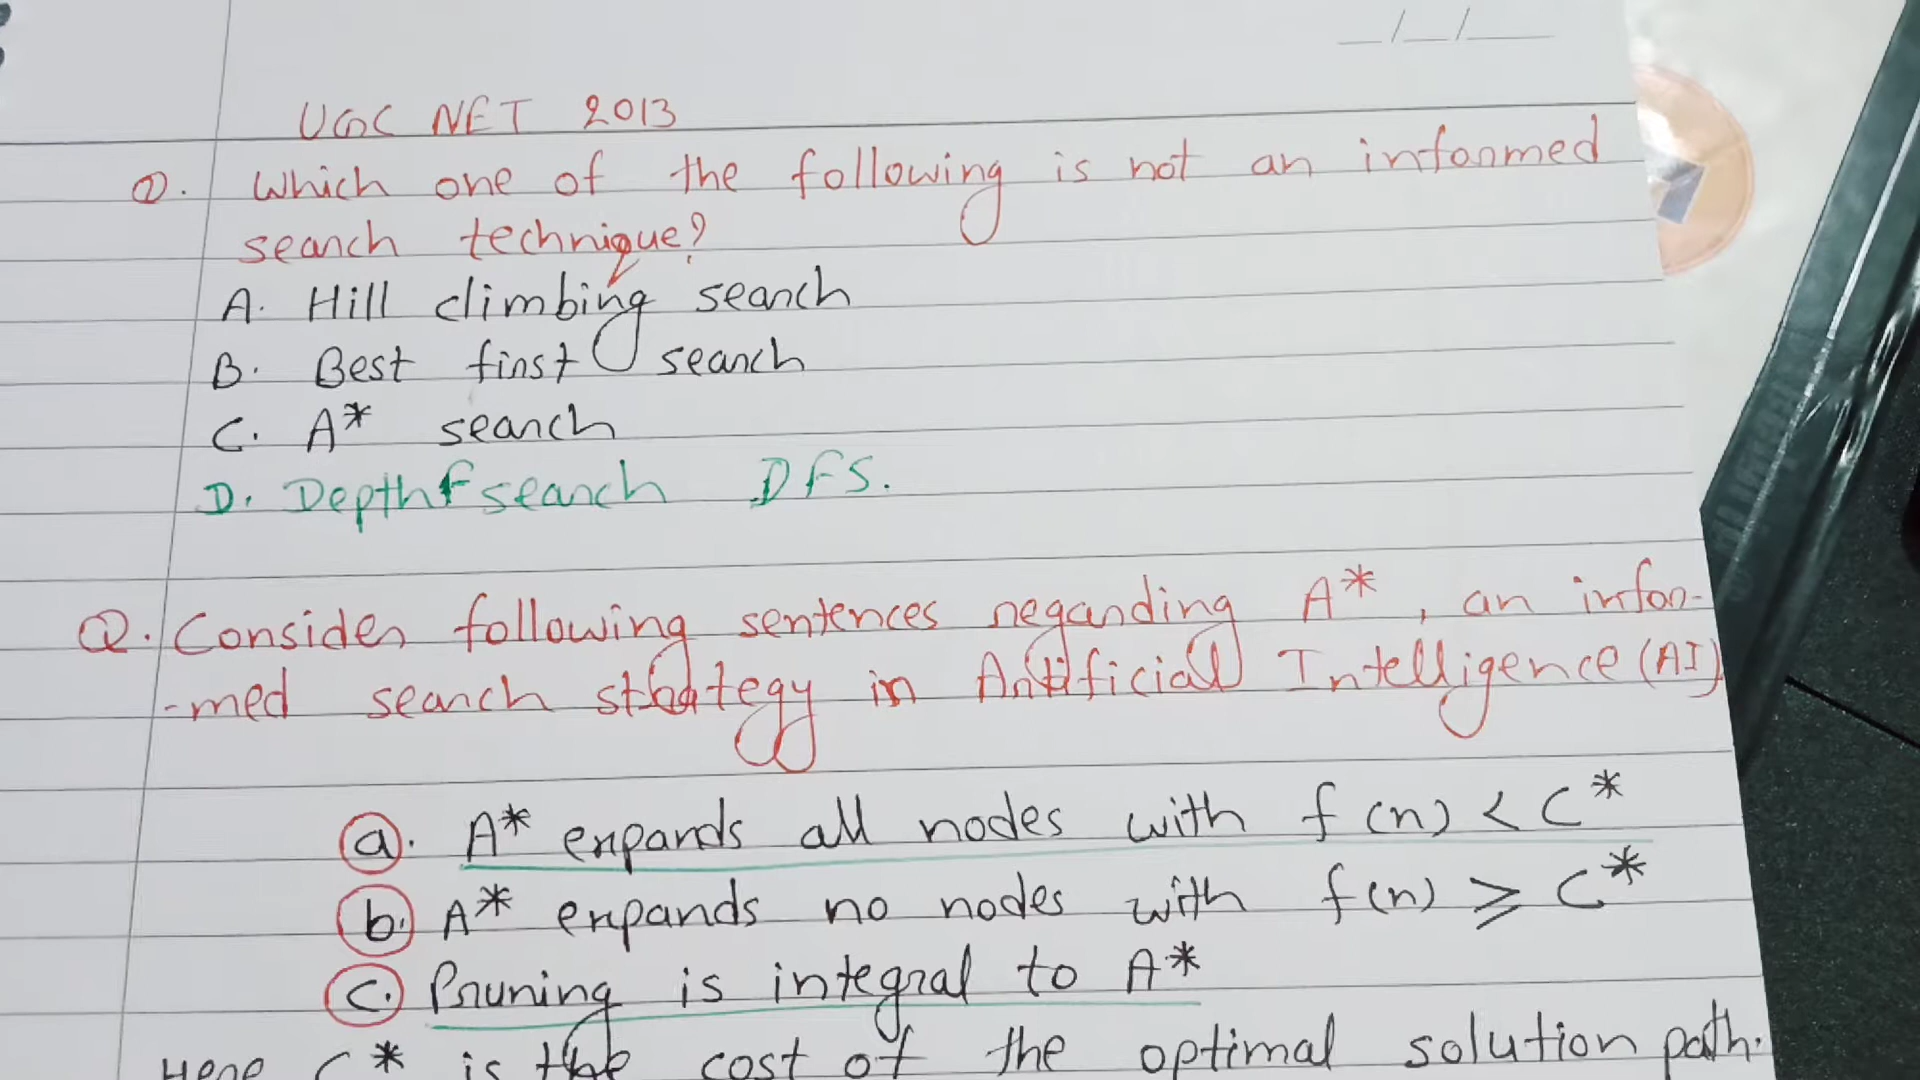 __/__/____
UGC NET 2013
Q. Which one of the following is not an informed
search technique?
A. Hill climbing search
B. Best first search
C. A* search
D. Depth F search DFS.
Q. Consider following sentences regarding A*, an infor-
-med search strategy in Artificial Intelligence (AI)
a. A* expands all nodes with f(n) < C*
b. A* expands no nodes with f(n) ≥ C*
c. Pruning is integral to A*
Here C* is the cost of the optimal solution path.